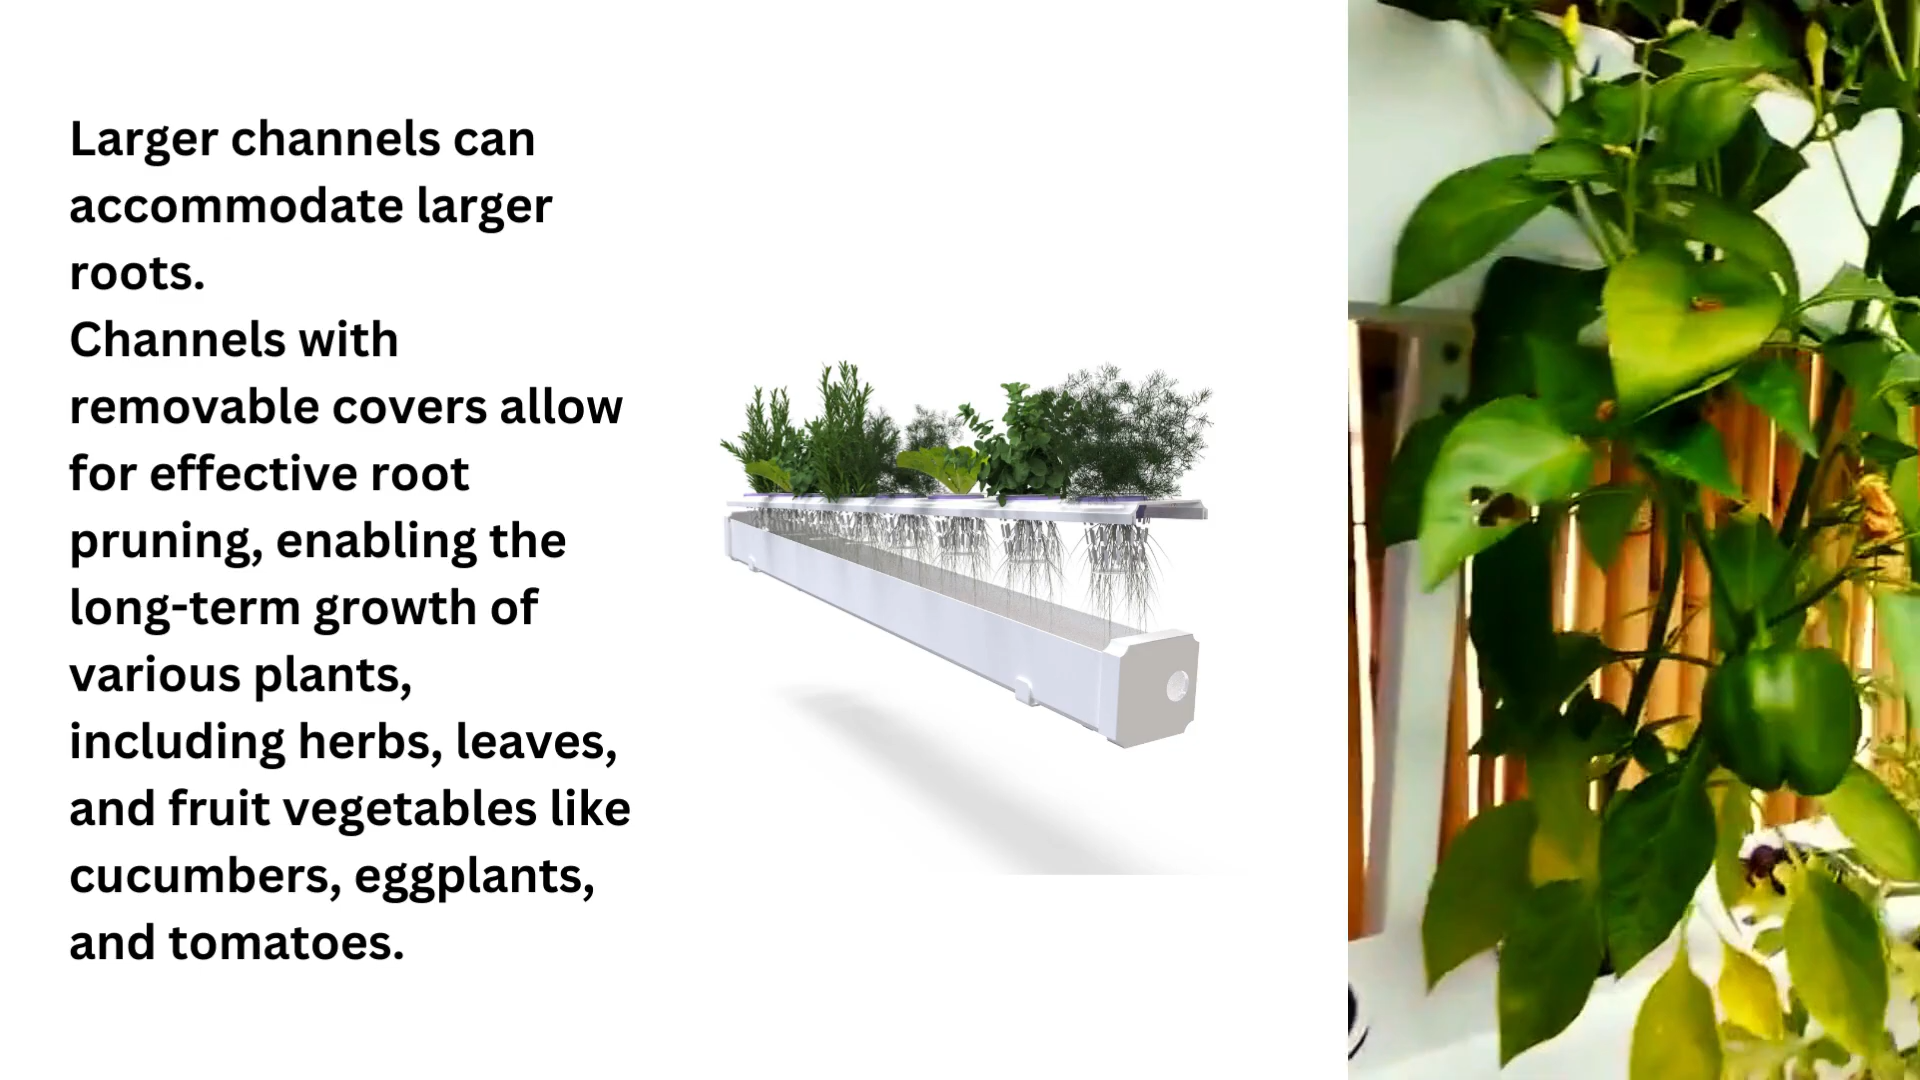 Larger channels can
accommodate larger
roots.
Channels with
removable covers allow
for effective root
pruning, enabling the
long-term growth of
various plants,
including herbs, leaves,
and fruit vegetables like
cucumbers, eggplants,
and tomatoes.